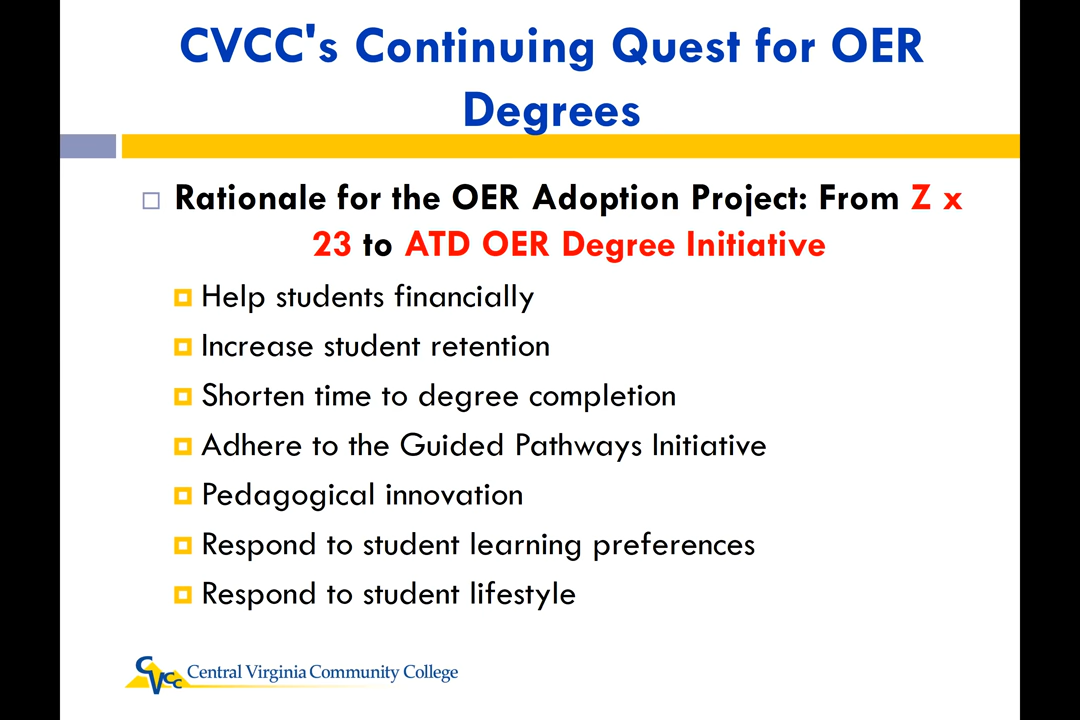 CVCC's Continuing Quest for OER
Degrees
Rationale for the OER Adoption Project: From Z x
23 to ATD OER Degree Initiative
Help students financially
Increase student retention
Shorten time to degree completion
Adhere to the Guided Pathways Initiative
Pedagogical innovation
Respond to student learning preferences
Respond to student lifestyle
CVCC Central Virginia Community College